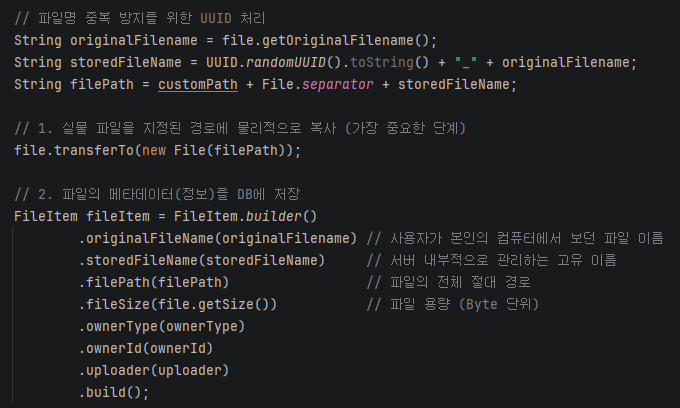 // 파일명 중복 방지를 위한 UUID 처리
String originalFilename = file.getOriginalFilename();
String storedFileName = UUID.randomUUID().toString() + "_" + originalFilename;
String filePath = customPath + File.separator + storedFileName;
// 1. 실물 파일을 지정된 경로에 물리적으로 복사 (가장 중요한 단계)
file.transferTo(new File(filePath));
// 2. 파일의 메타데이터(정보)를 DB에 저장
FileItem fileItem = FileItem.builder()
.originalFileName(originalFilename) // 사용자가 본인의 컴퓨터에서 보던 파일 이름
.storedFileName(storedFileName) // 서버 내부적으로 관리하는 고유 이름
.filePath(filePath) // 파일의 전체 절대 경로
.fileSize(file.getSize()) // 파일 용량 (Byte 단위)
.ownerType(ownerType)
.ownerId(ownerId)
.uploader(uploader)
.build();